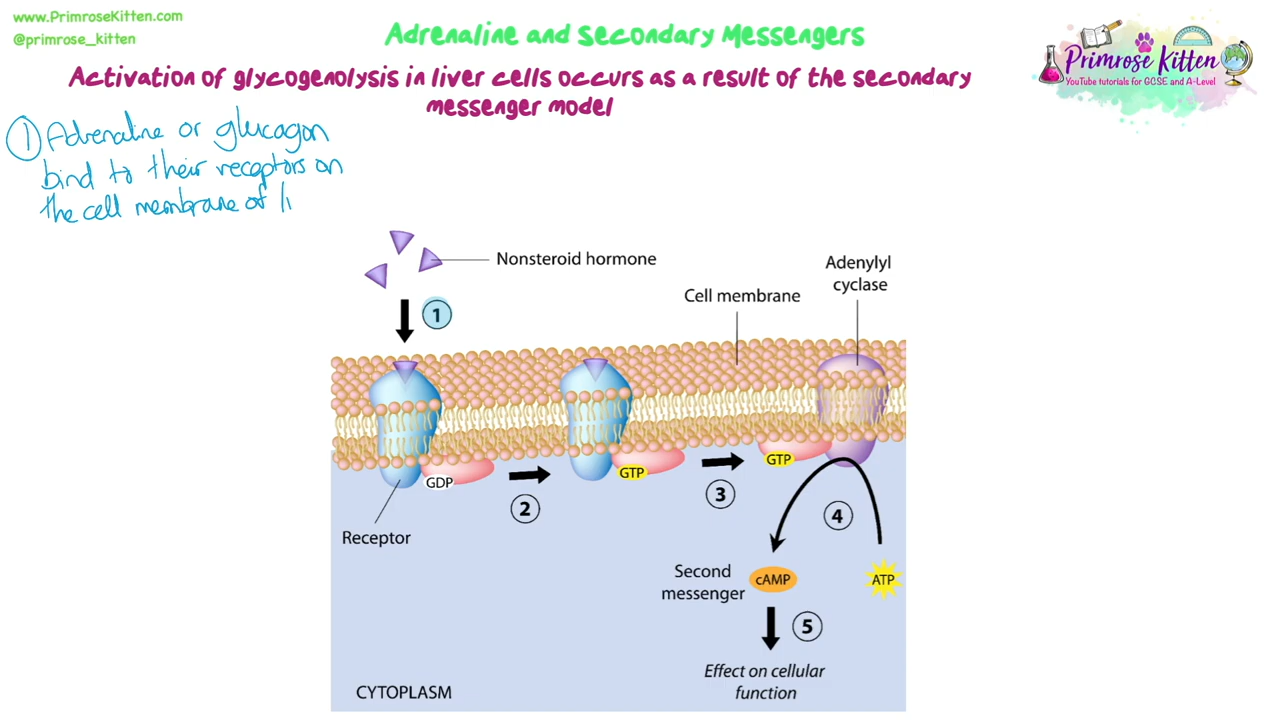 www.PrimroseKitten.com
@primrose_kitten
Adrenaline and Secondary Messengers
Primrose Kitten
YouTube tutorials for GCSE and A-Level
Activation of glycogenolysis in liver cells occurs as a result of the secondary
messenger model
1 Adrenaline or glucagon
bind to their receptors on
the cell membrane of li
Nonsteroid hormone
Adenylyl
cyclase
Cell membrane
1
GDP
2
GTP
3
GTP
4
Receptor
Second
messenger
cAMP
ATP
5
Effect on cellular
function
CYTOPLASM